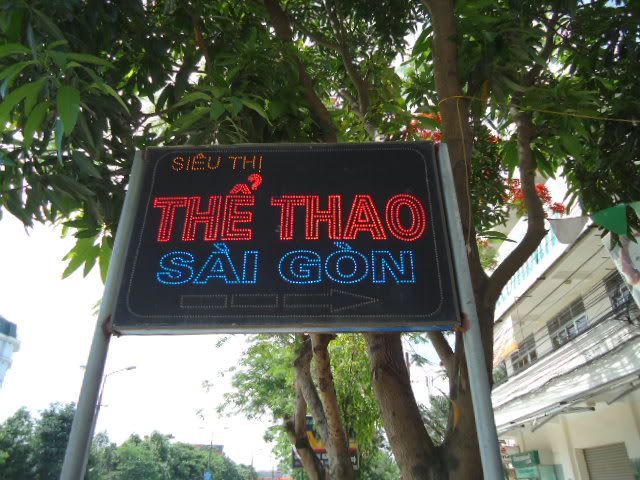 SIÊU THỊ
THỂ THAO
SÀI GÒN